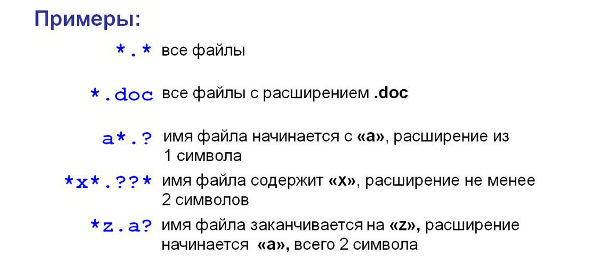 Примеры:
*.* все файлы
*.doc все файлы с расширением .doc
a*.? имя файла начинается с «a», расширение из
1 символа
*x*.??* имя файла содержит «x», расширение не менее
2 символов
*z.a? имя файла заканчивается на «z», расширение
начинается «a», всего 2 символа